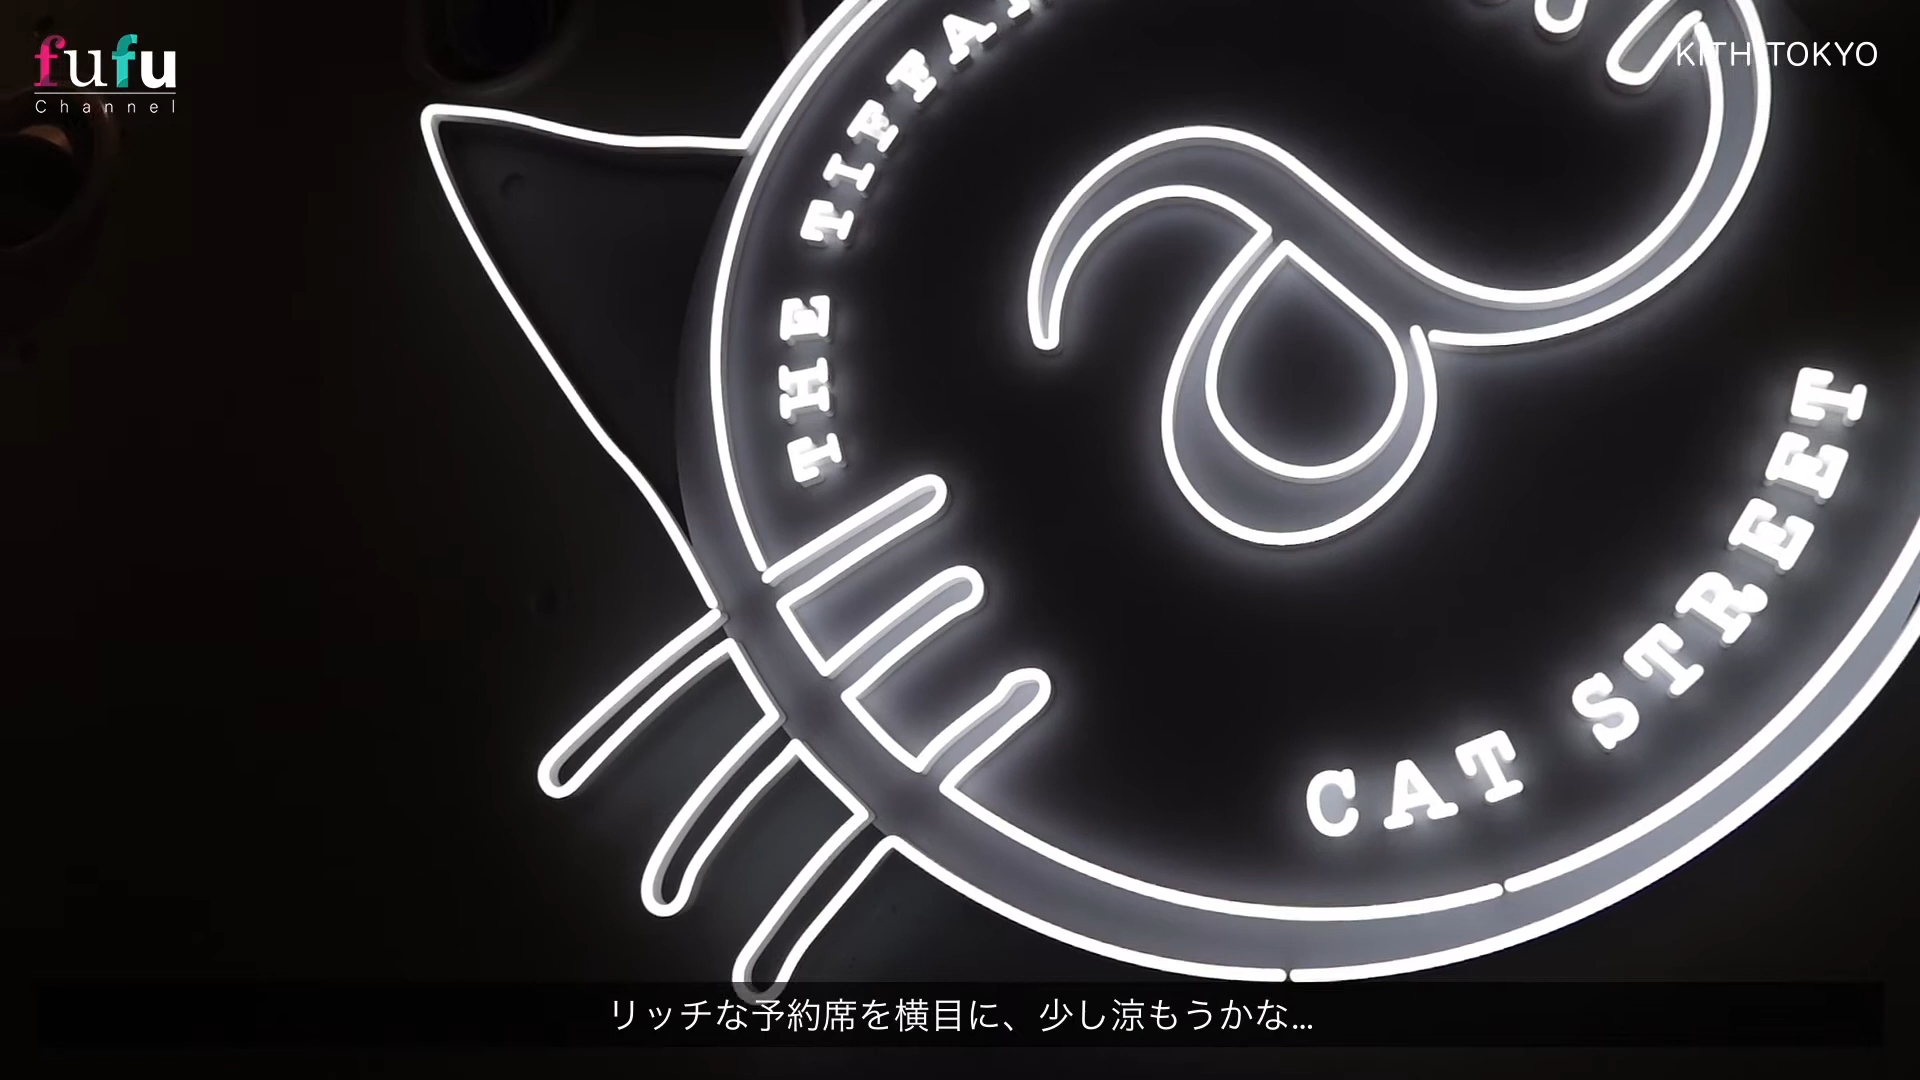 fufu
Channel
KITH TOKYO
THE TIFFA
CAT STREET
リッチな予約席を横目に、少し涼もうかな...